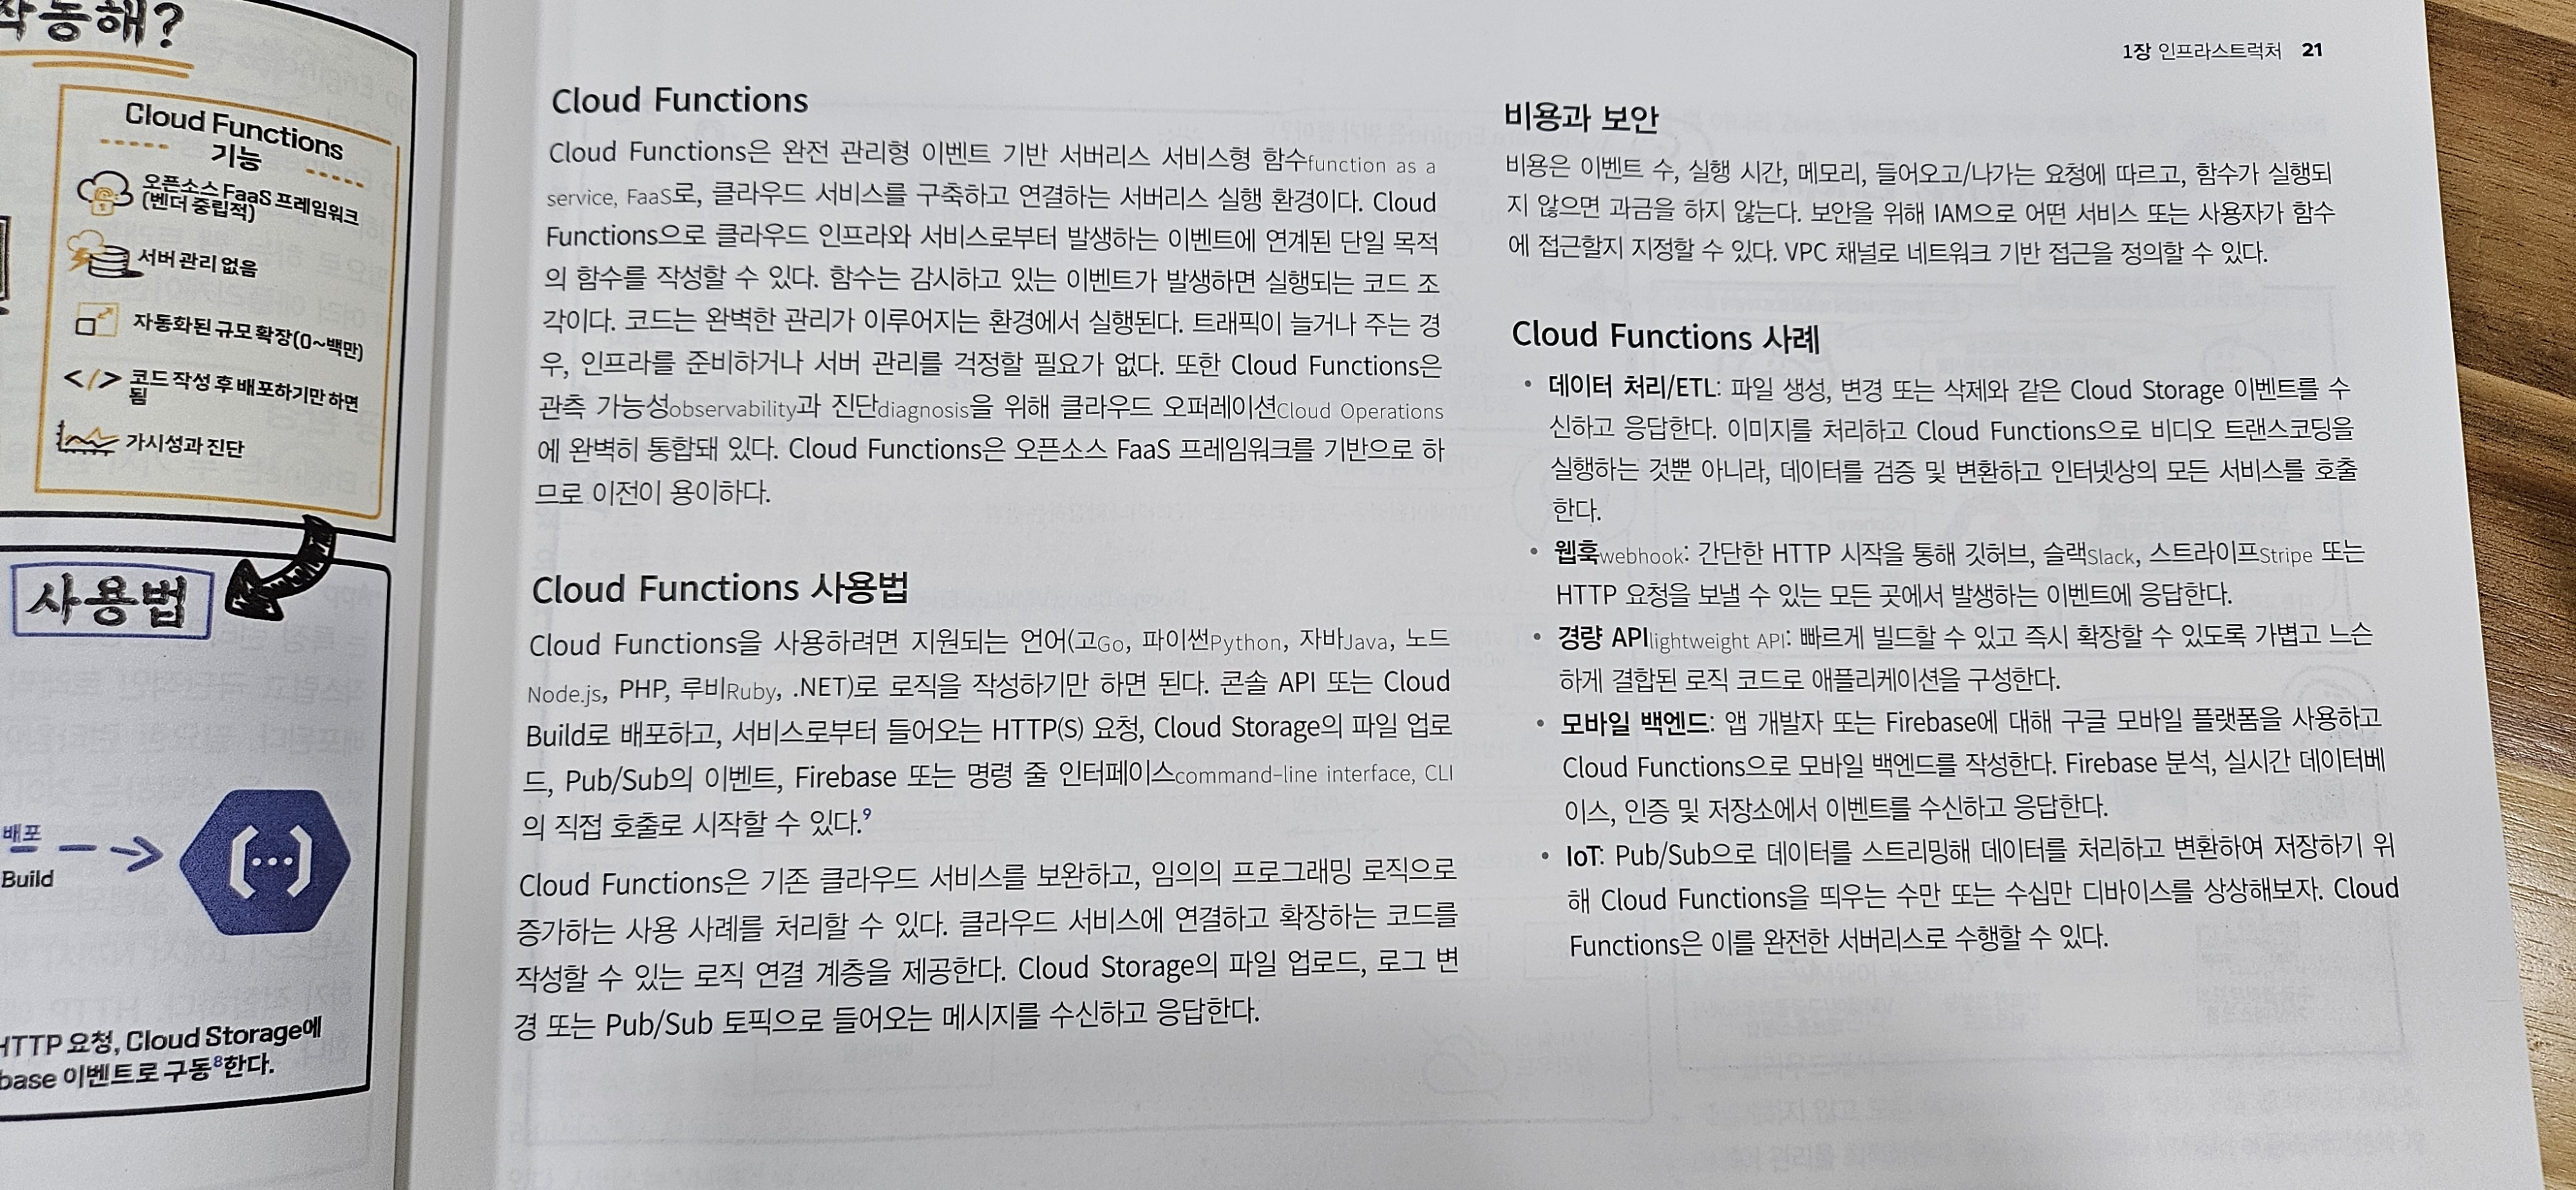 작동해?
Cloud Functions
기능
오픈소스 FaaS 프레임워크
(벤더 중립적)
서버 관리 없음
자동화된 규모 확장(0~백만)
</> 코드 작성 후 배포하기만 하면
됨
가시성과 진단
사용법
배포
Build
HTTP 요청, Cloud Storage에
base 이벤트로 구동8한다.
1장 인프라스트럭처 21
Cloud Functions
Cloud Functions은 완전 관리형 이벤트 기반 서버리스 서비스형 함수function as a
service, FaaS로, 클라우드 서비스를 구축하고 연결하는 서버리스 실행 환경이다. Cloud
Functions으로 클라우드 인프라와 서비스로부터 발생하는 이벤트에 연계된 단일 목적
의 함수를 작성할 수 있다. 함수는 감시하고 있는 이벤트가 발생하면 실행되는 코드 조
각이다. 코드는 완벽한 관리가 이루어지는 환경에서 실행된다. 트래픽이 늘거나 주는 경
우, 인프라를 준비하거나 서버 관리를 걱정할 필요가 없다. 또한 Cloud Functions은
관측 가능성observability과 진단diagnosis을 위해 클라우드 오퍼레이션Cloud Operations
에 완벽히 통합돼 있다. Cloud Functions은 오픈소스 FaaS 프레임워크를 기반으로 하
므로 이전이 용이하다.
Cloud Functions 사용법
Cloud Functions을 사용하려면 지원되는 언어(고Go, 파이썬Python, 자바Java, 노드
Node.js, PHP, 루비Ruby, .NET)로 로직을 작성하기만 하면 된다. 콘솔 API 또는 Cloud
Build로 배포하고, 서비스로부터 들어오는 HTTP(S) 요청, Cloud Storage의 파일 업로
드, Pub/Sub의 이벤트, Firebase 또는 명령 줄 인터페이스command-line interface, CLI
의 직접 호출로 시작할 수 있다.9
Cloud Functions은 기존 클라우드 서비스를 보완하고, 임의의 프로그래밍 로직으로
증가하는 사용 사례를 처리할 수 있다. 클라우드 서비스에 연결하고 확장하는 코드를
작성할 수 있는 로직 연결 계층을 제공한다. Cloud Storage의 파일 업로드, 로그 변
경 또는 Pub/Sub 토픽으로 들어오는 메시지를 수신하고 응답한다.
비용과 보안
비용은 이벤트 수, 실행 시간, 메모리, 들어오고/나가는 요청에 따르고, 함수가 실행되
지 않으면 과금을 하지 않는다. 보안을 위해 IAM으로 어떤 서비스 또는 사용자가 함수
에 접근할지 지정할 수 있다. VPC 채널로 네트워크 기반 접근을 정의할 수 있다.
Cloud Functions 사례
• 데이터 처리/ETL: 파일 생성, 변경 또는 삭제와 같은 Cloud Storage 이벤트를 수
신하고 응답한다. 이미지를 처리하고 Cloud Functions으로 비디오 트랜스코딩을
실행하는 것뿐 아니라, 데이터를 검증 및 변환하고 인터넷상의 모든 서비스를 호출
한다.
• 웹훅webhook: 간단한 HTTP 시작을 통해 깃허브, 슬랙Slack, 스트라이프Stripe 또는
HTTP 요청을 보낼 수 있는 모든 곳에서 발생하는 이벤트에 응답한다.
• 경량 APIlightweight API: 빠르게 빌드할 수 있고 즉시 확장할 수 있도록 가볍고 느슨
하게 결합된 로직 코드로 애플리케이션을 구성한다.
• 모바일 백엔드: 앱 개발자 또는 Firebase에 대해 구글 모바일 플랫폼을 사용하고
Cloud Functions으로 모바일 백엔드를 작성한다. Firebase 분석, 실시간 데이터베
이스, 인증 및 저장소에서 이벤트를 수신하고 응답한다.
• IoT: Pub/Sub으로 데이터를 스트리밍해 데이터를 처리하고 변환하여 저장하기 위
해 Cloud Functions을 띄우는 수만 또는 수십만 디바이스를 상상해보자. Cloud
Functions은 이를 완전한 서버리스로 수행할 수 있다.